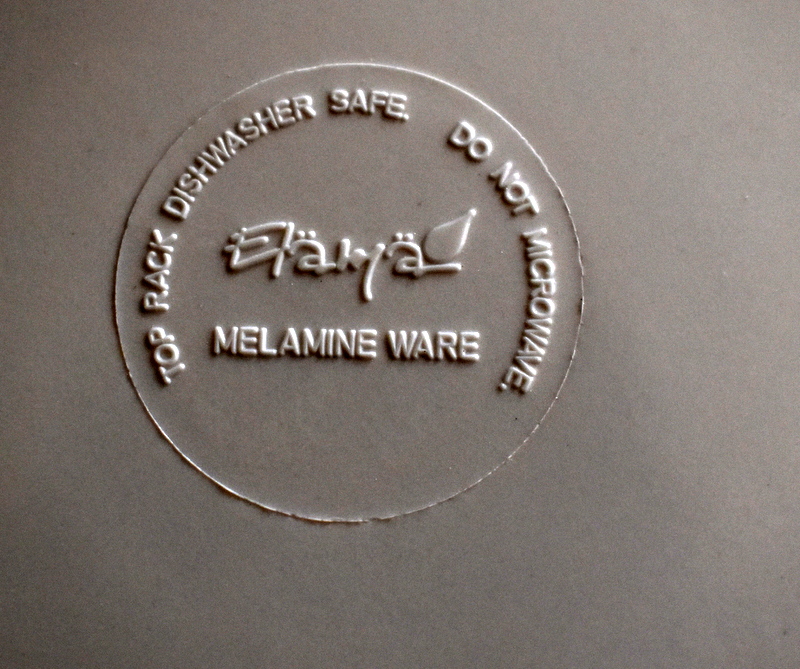 TOP RACK DISHWASHER SAFE. DO NOT MICROWAVE.
MELAMINE WARE